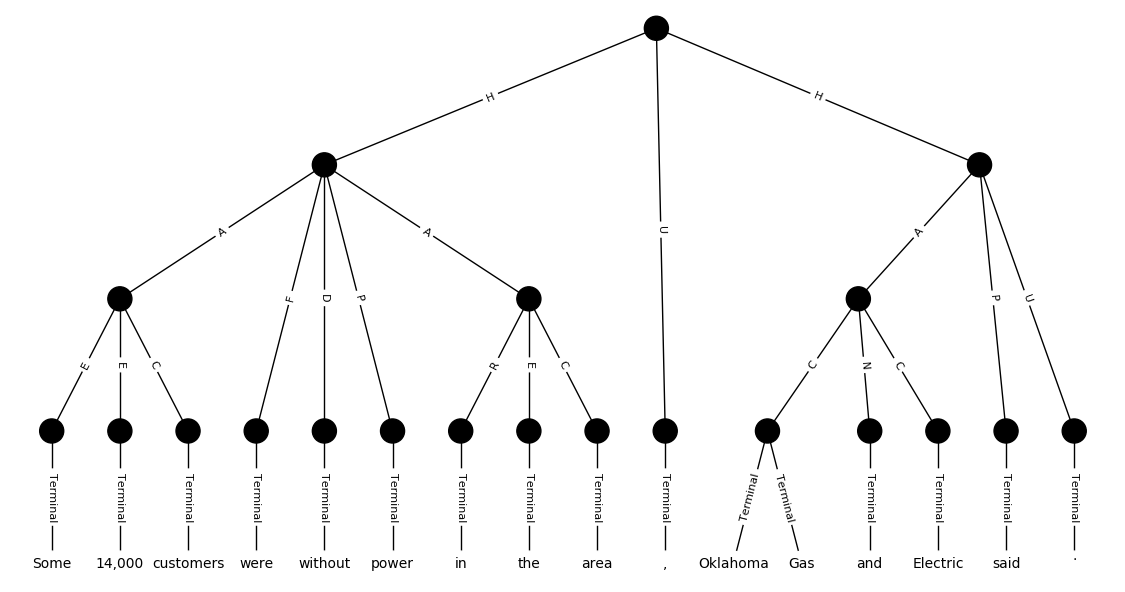 H H
A F D P A U A P U
E E C R E C C N C
Terminal Terminal Terminal Terminal Terminal Terminal Terminal Terminal Terminal Terminal Terminal Terminal Terminal Terminal Terminal Terminal
Some 14,000 customers were without power in the area , Oklahoma Gas and Electric said .